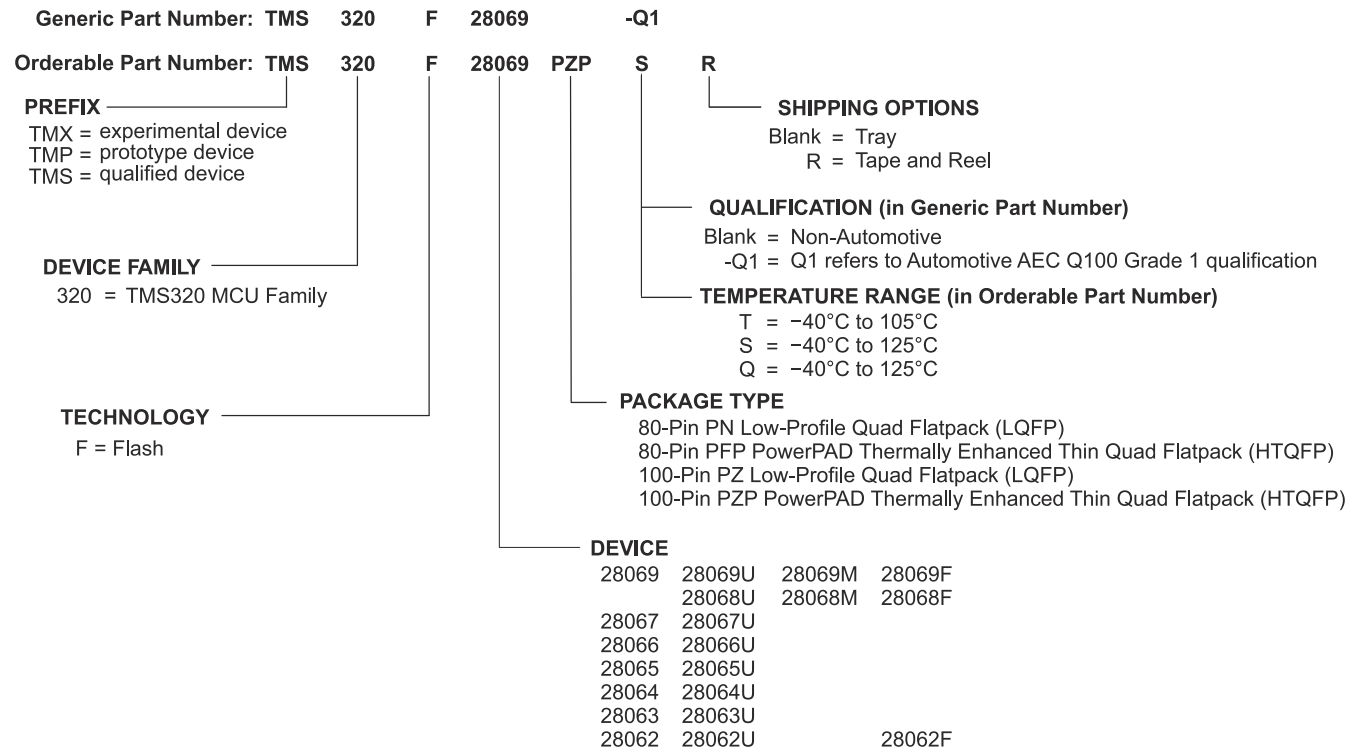 Generic Part Number: TMS 320 F 28069 -Q1
Orderable Part Number: TMS 320 F 28069 PZP S R
PREFIX
TMX = experimental device
TMP = prototype device
TMS = qualified device
SHIPPING OPTIONS
Blank = Tray
R = Tape and Reel
QUALIFICATION (in Generic Part Number)
Blank = Non-Automotive
-Q1 = Q1 refers to Automotive AEC Q100 Grade 1 qualification
DEVICE FAMILY
320 = TMS320 MCU Family
TEMPERATURE RANGE (in Orderable Part Number)
T = −40°C to 105°C
S = −40°C to 125°C
Q = −40°C to 125°C
TECHNOLOGY
F = Flash
PACKAGE TYPE
80-Pin PN Low-Profile Quad Flatpack (LQFP)
80-Pin PFP PowerPAD Thermally Enhanced Thin Quad Flatpack (HTQFP)
100-Pin PZ Low-Profile Quad Flatpack (LQFP)
100-Pin PZP PowerPAD Thermally Enhanced Thin Quad Flatpack (HTQFP)
DEVICE
28069 28069U 28069M 28069F
28068U 28068M 28068F
28067 28067U
28066 28066U
28065 28065U
28064 28064U
28063 28063U
28062 28062U 28062F